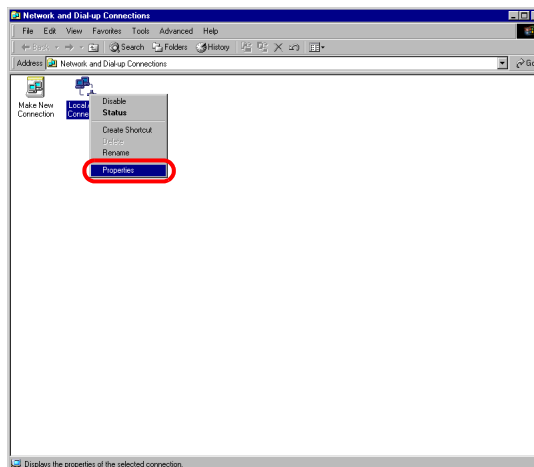 Network and Dial-up Connections
File Edit View Favorites Tools Advanced Help
Back Search Folders History
Address Network and Dial-up Connections Go
Make New Connection
Local
Conne
Disable
Status
Create Shortcut
Delete
Rename
Properties
Displays the properties of the selected connection.